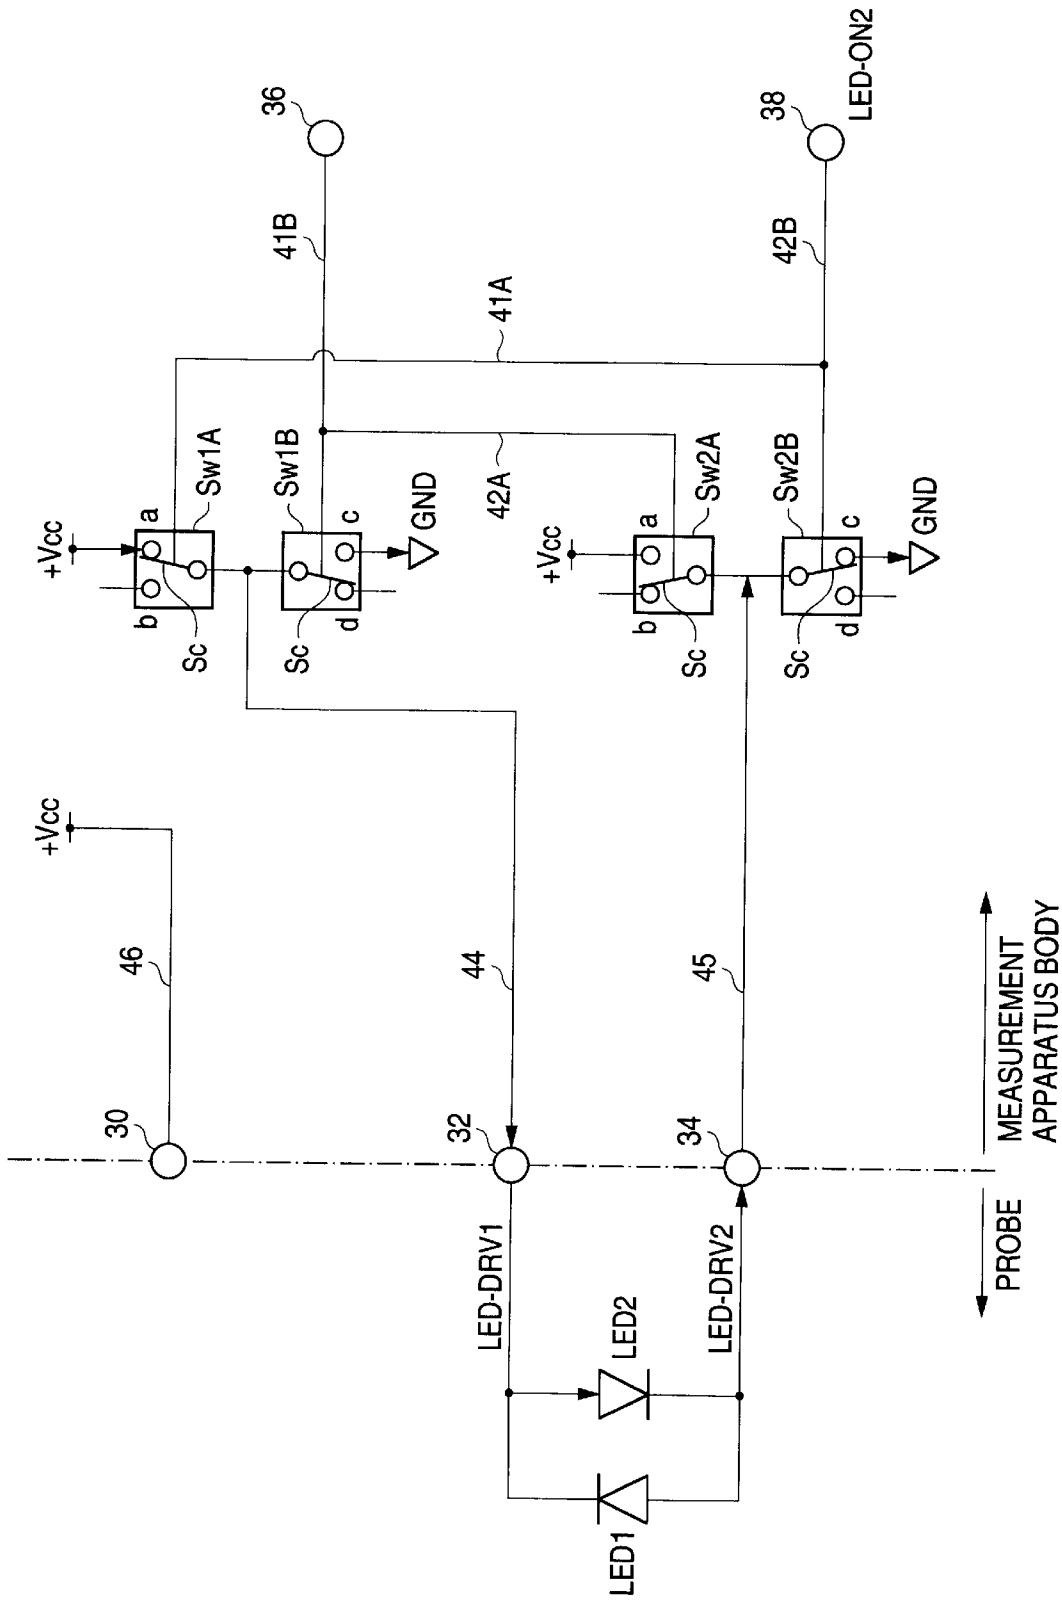 +Vcc
46
30
+Vcc
b
a
Sw1A
Sc
Sw1B
Sc
d
c
GND
41B
36
41A
42A
+Vcc
b
a
Sw2A
Sc
Sw2B
Sc
d
c
GND
42B
38
LED-ON2
44
32
LED-DRV1
45
34
LED-DRV2
LED1
LED2
PROBE
MEASUREMENT
APPARATUS BODY